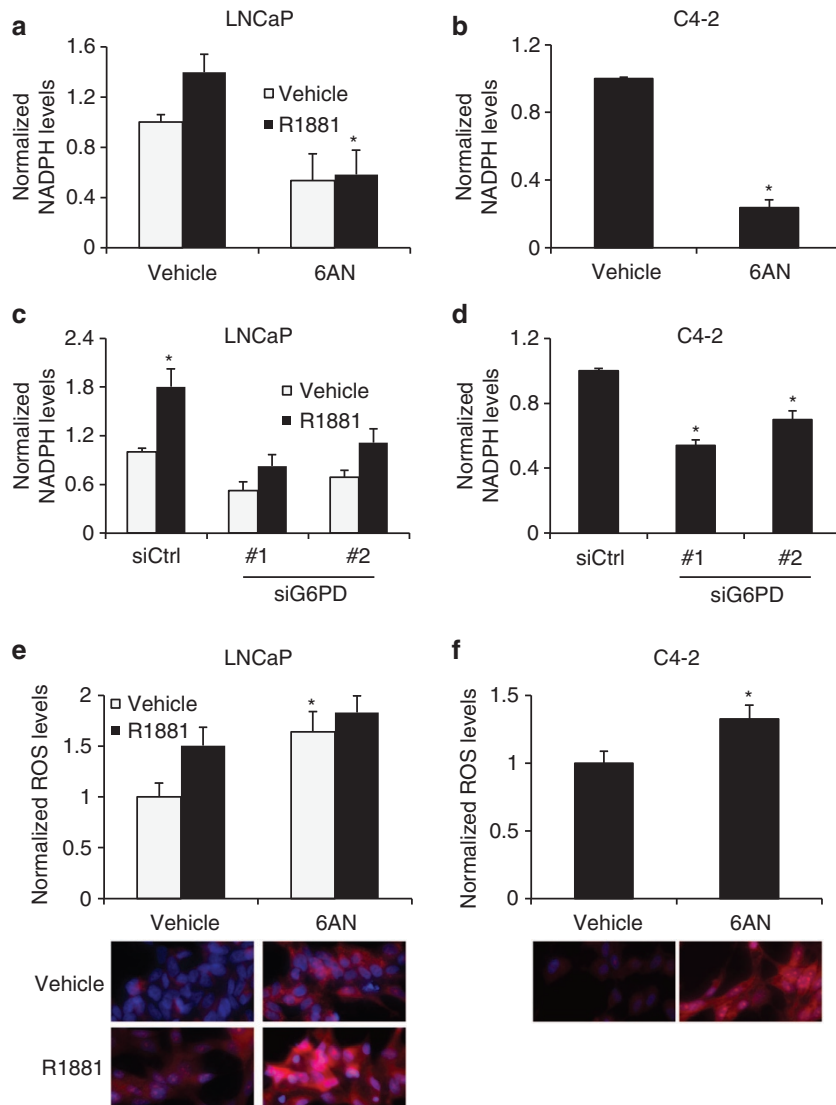 a
LNCaP
Normalized
NADPH levels
1.6
1.2
0.8
0.4
0
Vehicle
R1881
*
Vehicle
6AN
b
C4-2
Normalized
NADPH levels
1.2
0.8
0.4
0
*
Vehicle
6AN
c
LNCaP
Normalized
NADPH levels
2.4
1.8
1.2
0.6
0
*
Vehicle
R1881
siCtrl
#1
#2
siG6PD
d
C4-2
Normalized
NADPH levels
1.2
0.8
0.4
0
*
*
siCtrl
#1
#2
siG6PD
e
LNCaP
Normalized ROS levels
2
1.5
1
0.5
0
Vehicle
R1881
*
Vehicle
6AN
Vehicle
R1881
f
C4-2
Normalized ROS levels
1.5
1
0.5
0
*
Vehicle
6AN